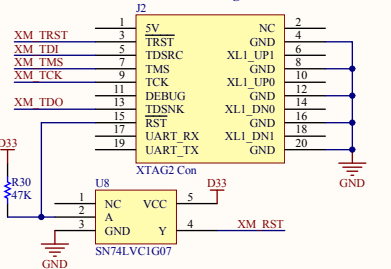 J2
1 5V NC 2
XM_TRST 3 TRST GND 4
XM_TDI 5 TDSRC XL1_UP1 6
XM_TMS 7 TMS GND 8
XM_TCK 9 TCK XL1_UP0 10
11 DEBUG GND 12
XM_TDO 13 TDSNK XL1_DN0 14
15 RST GND 16
17 UART_RX XL1_DN1 18
19 UART_TX GND 20
XTAG2 Con
GND
D33
R30
47K
U8
D33
1 NC VCC 5
2 A
3 GND Y 4 XM_RST
SN74LVC1G07
GND